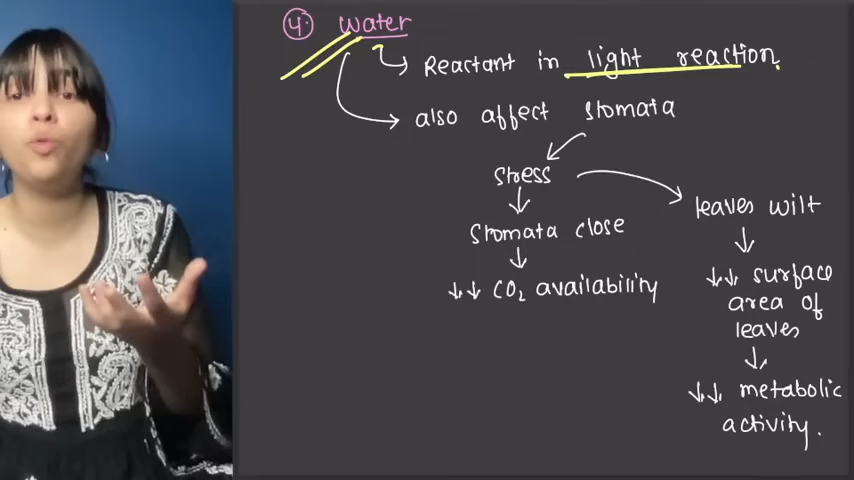 4. water
↳ Reactant in light reaction.
→ also affect stomata
stress
leaves wilt
stomata close
↓↓ CO₂ availability
↓↓ surface
area of
leaves
↓↓ metabolic
activity.